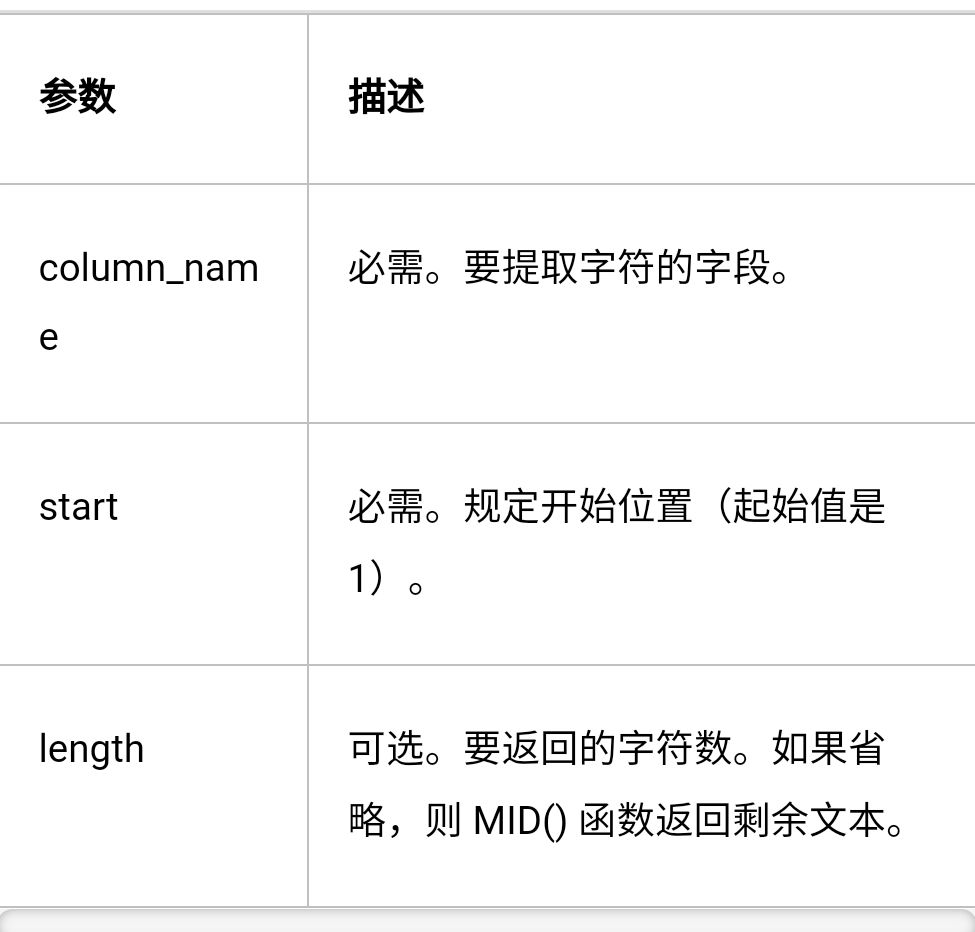 参数
描述
column_nam
e
必需。要提取字符的字段。
start
必需。规定开始位置（起始值是
1）。
length
可选。要返回的字符数。如果省
略，则 MID() 函数返回剩余文本。